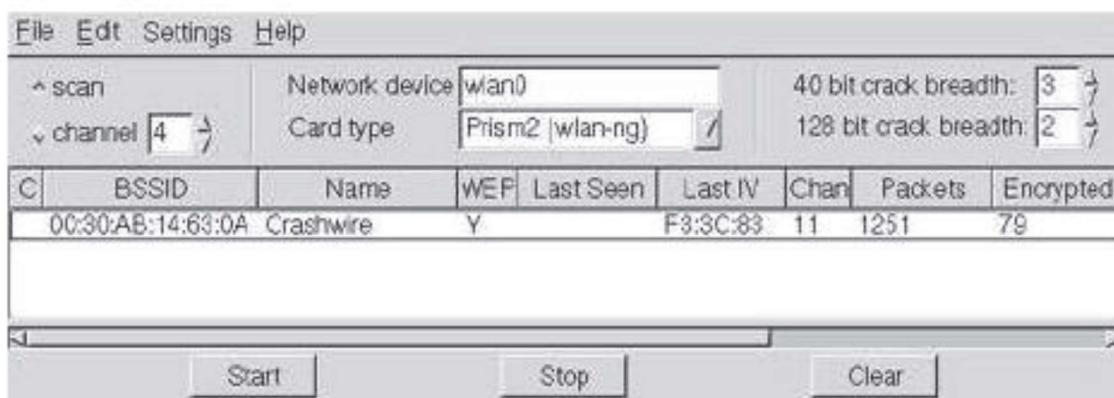 File Edit Settings Help
scan
channel 4
Network device wlan0
Card type Prism2 (wlan-ng)
40 bit crack breadth: 3
128 bit crack breadth: 2
C BSSID Name WEP Last Seen Last IV Chan Packets Encrypted
00:30:AB:14:63:0A Crashwire Y F3:3C:83 11 1251 79
Start Stop Clear